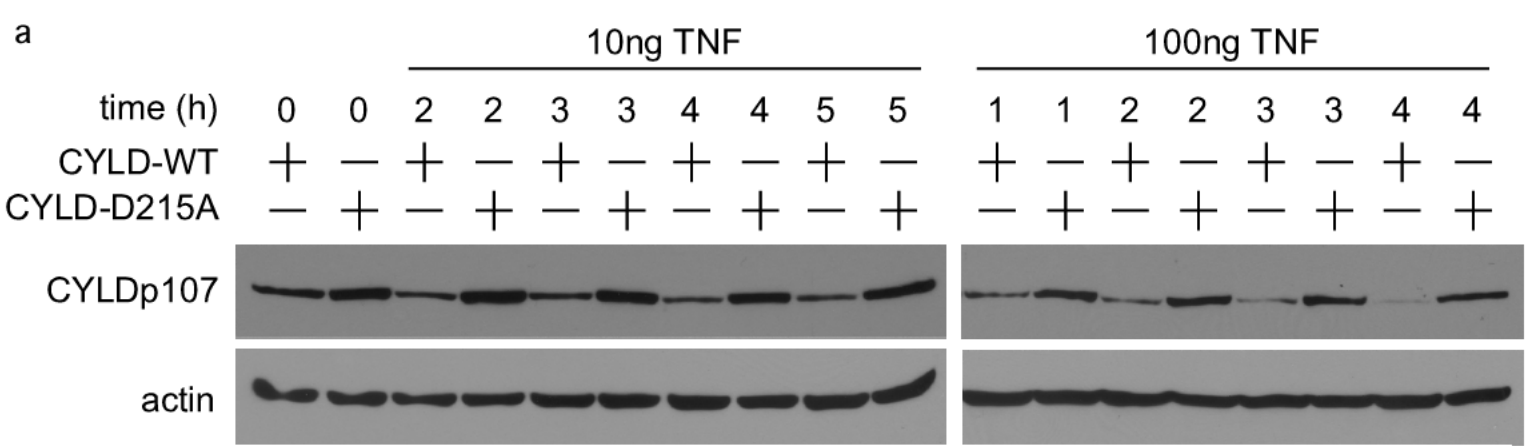 a
10ng TNF 100ng TNF
time (h) 0 0 2 2 3 3 4 4 5 5 1 1 2 2 3 3 4 4
CYLD-WT + — + — + — + — + — + — + — + — + —
CYLD-D215A — + — + — + — + — + — + — + — + — +
CYLDp107
actin